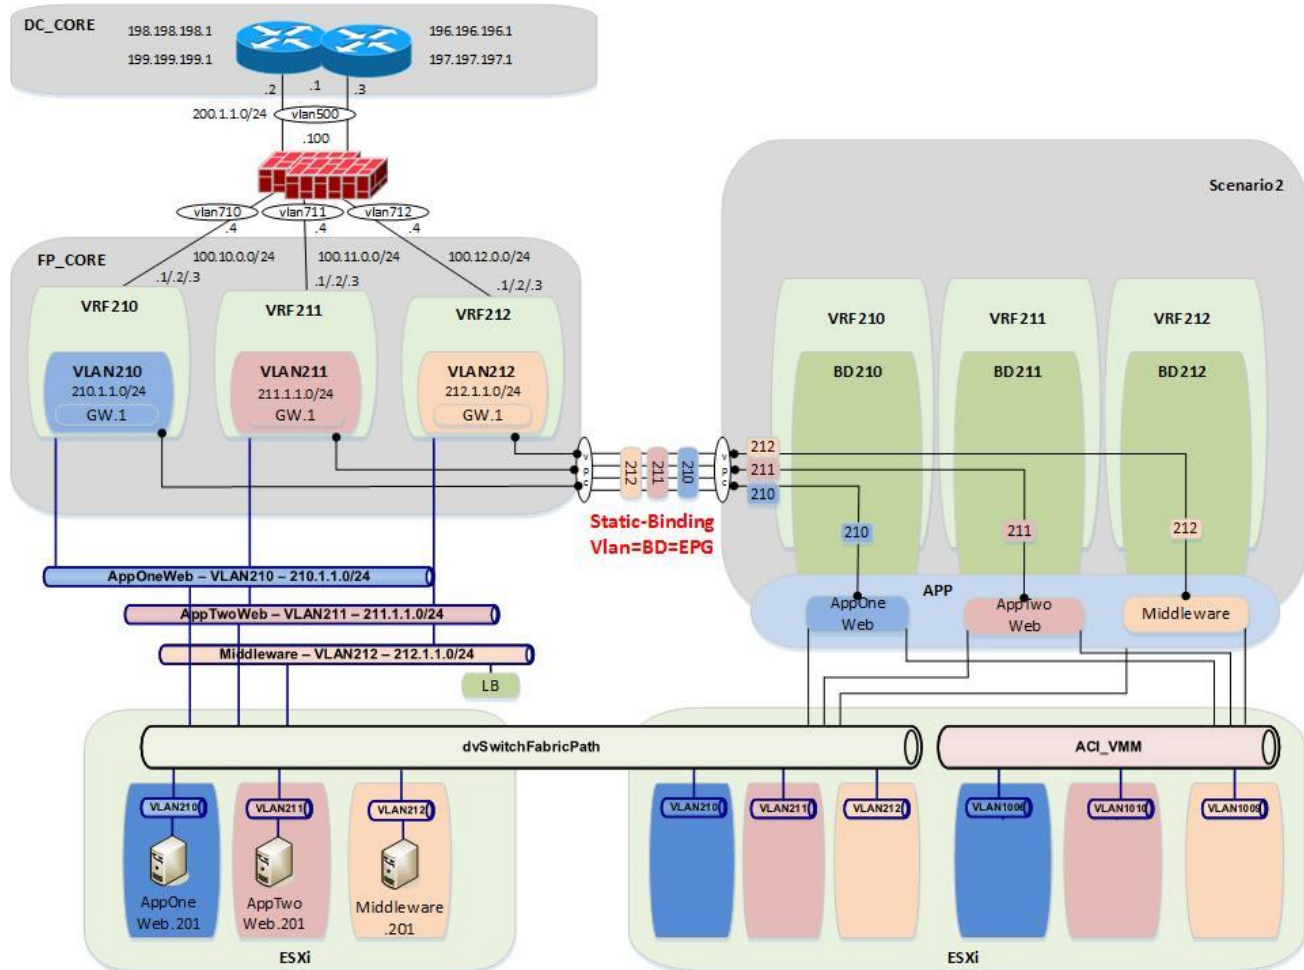 DC_CORE
198.198.198.1
199.199.199.1
196.196.196.1
197.197.197.1
.2
.1
.3
200.1.1.0/24
vlan500
.100
vlan710
vlan711
vlan712
.4
.4
.4
FP_CORE
100.10.0.0/24
100.11.0.0/24
100.12.0.0/24
.1/.2/.3
.1/.2/.3
.1/.2/.3
VRF210
VRF211
VRF212
VLAN210
210.1.1.0/24
GW.1
VLAN211
211.1.1.0/24
GW.1
VLAN212
212.1.1.0/24
GW.1
v
p
c
212
211
210
v
p
c
Static-Binding
Vlan=BD=EPG
Scenario2
VRF210
VRF211
VRF212
BD210
BD211
BD212
212
211
210
210
211
212
APP
AppOne
Web
AppTwo
Web
Middleware
AppOneWeb – VLAN210 – 210.1.1.0/24
AppTwoWeb – VLAN211 – 211.1.1.0/24
Middleware – VLAN212 – 212.1.1.0/24
LB
dvSwitchFabricPath
ACI_VMM
VLAN210
VLAN211
VLAN212
AppOne
Web.201
AppTwo
Web.201
Middleware
.201
ESXi
VLAN210
VLAN211
VLAN212
VLAN1006
VLAN1010
VLAN1009
ESXi